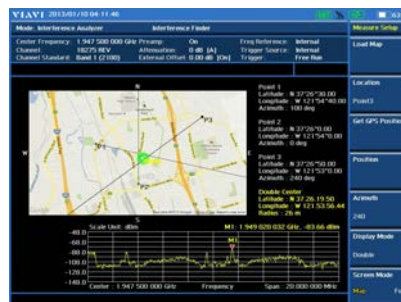 VIAVI 2013/01/10 04:11:46
Mode: Interference Analyzer Interference Finder
Center Frequency: 1.947 500 000 GHz Preamp: On Freq Reference: Internal
Channel: 18275 REV Attenuation: 0 dB [A] Trigger Source: Internal
Channel Standard: Band 1 (2100) External Offset: 0.00 dB [On] Trigger: Free Run
Measure Setup
Load Map
Location
Point3
Get GPS Positio
Position
Azimuth
240
Display Mode
Double
Screen Mode
Map
N
W
E
S
P1
P2
P3
Point 1
Latitude : N 37°26'30.00
Longitude : W 121°54'40.00
Azimuth : 100 deg
Point 2
Latitude : N 37°26'0.00
Longitude : W 121°54'0.00
Azimuth : 0 deg
Point 3
Latitude : N 37°26'50.00
Longitude : W 121°53'0.00
Azimuth : 240 deg
Double Center
Latitude : N 37.26.19.50
Longitude : W 121.53.56.44
Radius : 26 m
Scale Unit: dBm M1: 1.949 020 032 GHz, -83.66 dBm
M1
-40.0
-60.0
-80.0
-100.0
-120.0
-140.0
Center : 1.947 500 000 GHz Frequency Span : 20.000 000 MHz